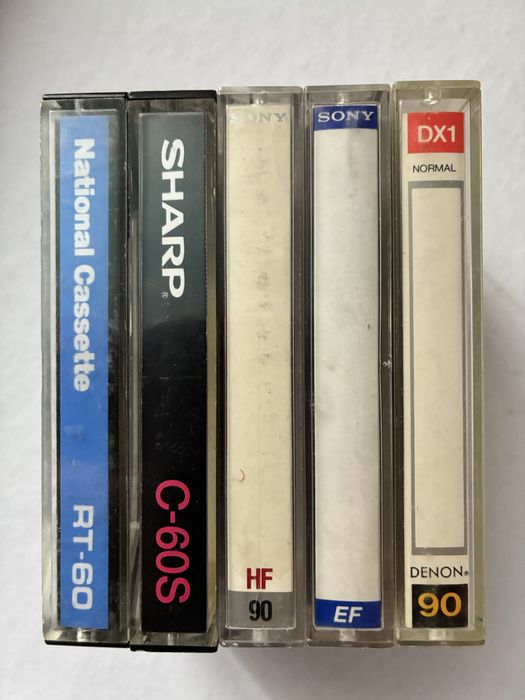 National Cassette RT-60
SHARP® C-60S
SONY
HF
90
SONY
EF
DX1
NORMAL
DENON®
90